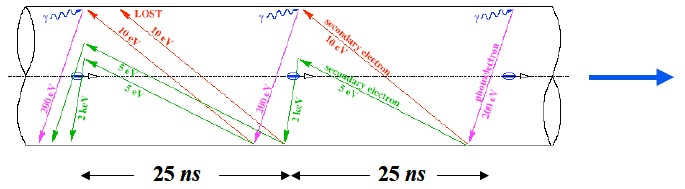 γ
LOST
γ
γ
10 eV
10 eV
secondary electron
10 eV
5 eV
5 eV
secondary electron
5 eV
200 eV
2 keV
200 eV
2 keV
photoelectron
200 eV
25 ns
25 ns